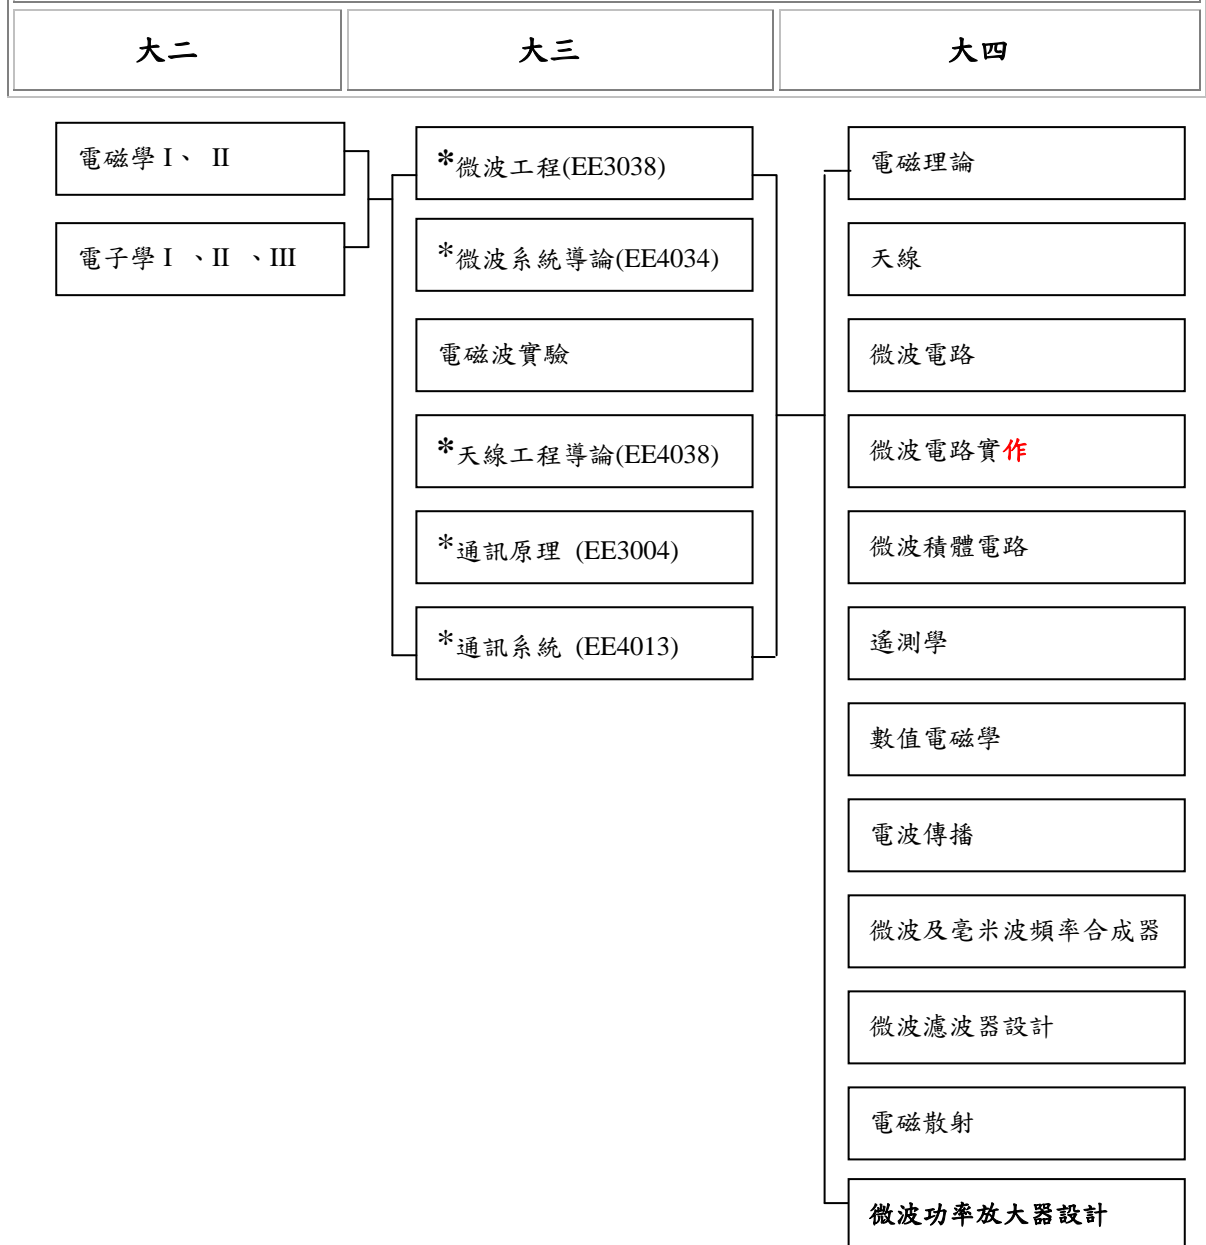 大二
大三
大四
電磁學 I、 II
電子學 I 、II 、III
*微波工程(EE3038)
*微波系統導論(EE4034)
電磁波實驗
*天線工程導論(EE4038)
*通訊原理 (EE3004)
*通訊系統 (EE4013)
電磁理論
天線
微波電路
微波電路實作
微波積體電路
遙測學
數值電磁學
電波傳播
微波及毫米波頻率合成器
微波濾波器設計
電磁散射
微波功率放大器設計